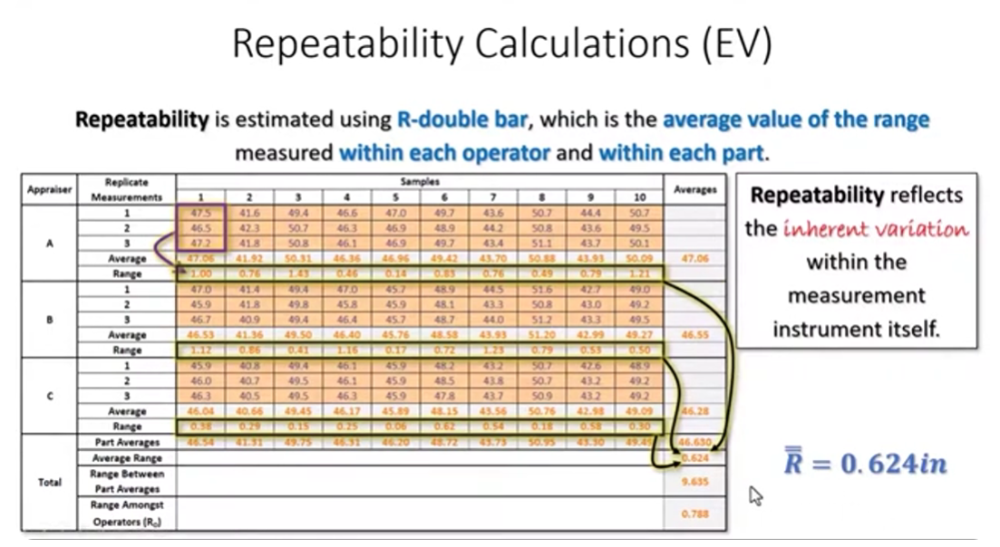 Repeatability Calculations (EV)
Repeatability is estimated using R-double bar, which is the average value of the range
measured within each operator and within each part.
Appraiser Replicate Measurements Samples Averages
1 2 3 4 5 6 7 8 9 10
A
1 47.5 41.6 49.4 46.6 47.0 49.7 43.6 50.7 44.4 50.7
2 46.5 42.3 50.7 46.3 46.9 48.9 44.2 50.8 43.6 49.5
3 47.2 41.8 50.8 46.1 46.9 49.7 43.4 51.1 43.7 50.1
Average 47.06 41.92 50.31 46.36 46.96 49.42 43.70 50.88 43.93 50.09 47.06
Range 1.00 0.76 1.43 0.46 0.14 0.83 0.76 0.49 0.79 1.21
B
1 47.0 41.4 49.4 47.0 45.7 48.9 44.5 51.6 42.7 49.0
2 45.9 41.8 49.8 45.8 45.9 48.1 43.3 50.8 43.0 49.2
3 46.7 40.9 49.4 46.4 45.7 48.7 44.0 51.2 43.3 49.5
Average 46.53 41.36 49.50 46.40 45.76 48.58 43.93 51.20 42.99 49.27 46.55
Range 1.12 0.86 0.41 1.16 0.17 0.72 1.23 0.79 0.53 0.50
C
1 45.9 40.8 49.4 46.1 45.9 48.2 43.2 50.7 42.6 48.9
2 46.0 40.7 49.5 46.1 45.9 48.5 43.8 50.7 43.2 49.2
3 46.3 40.5 49.5 46.3 45.9 47.8 43.7 50.9 43.2 49.2
Average 46.04 40.66 49.45 46.17 45.89 48.15 43.56 50.76 42.98 49.09 46.28
Range 0.38 0.29 0.15 0.25 0.06 0.62 0.54 0.18 0.58 0.30
Total
Part Averages 46.54 41.31 49.75 46.31 46.20 48.72 43.73 50.95 43.30 46.630
Average Range 0.624
Range Between Part Averages 9.635
Range Amongst Operators (R₀) 0.788
Repeatability reflects
the inherent variation
within the
measurement
instrument itself.
R̿ = 0.624in